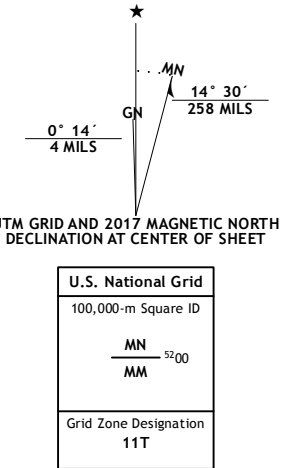 ★
MN
14° 30´
258 MILS
GN
0° 14´
4 MILS
UTM GRID AND 2017 MAGNETIC NORTH
DECLINATION AT CENTER OF SHEET
U.S. National Grid
100,000-m Square ID
MN
5200
MM
Grid Zone Designation
11T